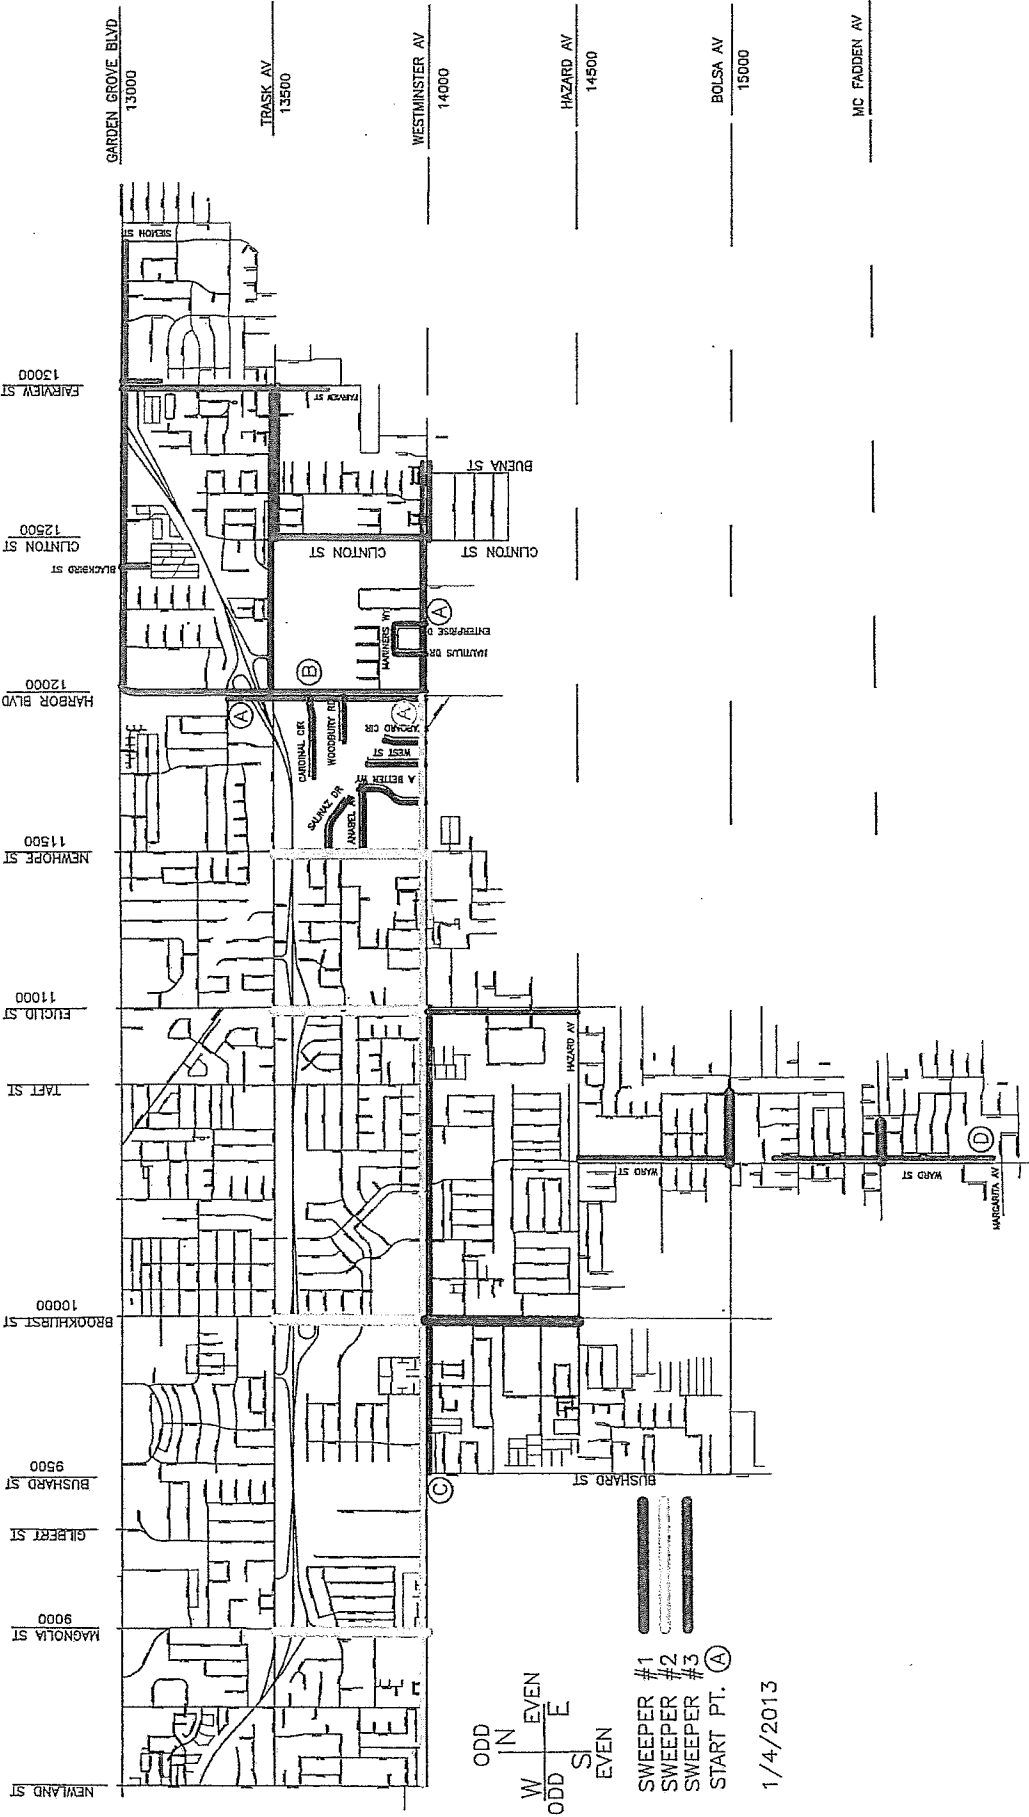 GARDEN GROVE BLVD
13000
TRASK AV
13500
WESTMINSTER AV
14000
HAZARD AV
14500
BOLSA AV
15000
MC FADDEN AV
SIEMON ST
FAIRVIEW ST
13000
FAIRVIEW ST
BUENA ST
CLINTON ST
12500
CLINTON ST
CLINTON ST
BLACKBIRD ST
MARINERS WY
ENTERPRISE D
NAUTILUS DR
A
B
HARBOR BLVD
12000
A
A
CARDINAL CIR
WOODBURY RD
WEST ST
A BETTER WY
SALINAZ DR
ANABEL AV
NEWHOPE ST
11500
EUCLID ST
11000
HAZARD AV
TAFT ST
WARD ST
WARD ST
D
MARGARITA AV
BROOKHURST ST
10000
BUSHARD ST
9500
BUSHARD ST
C
GILBERT ST
MAGNOLIA ST
9000
NEWLAND ST
ODD
N EVEN
W E
ODD S
EVEN
SWEEPER #1
SWEEPER #2
SWEEPER #3
START PT. A
1/4/2013